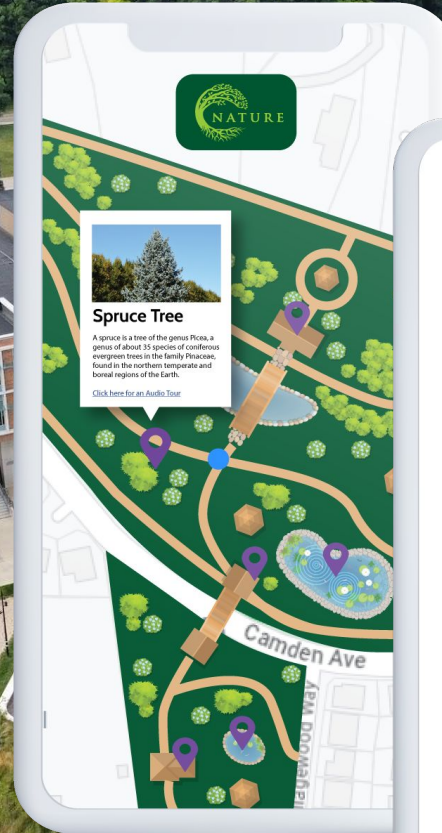 NATURE
Spruce Tree
A spruce is a tree of the genus Picea, a
genus of about 35 species of coniferous
evergreen trees in the family Pinaceae,
found in the northern temperate and
boreal regions of the Earth.
Click here for an Audio Tour
Camden Ave
Way